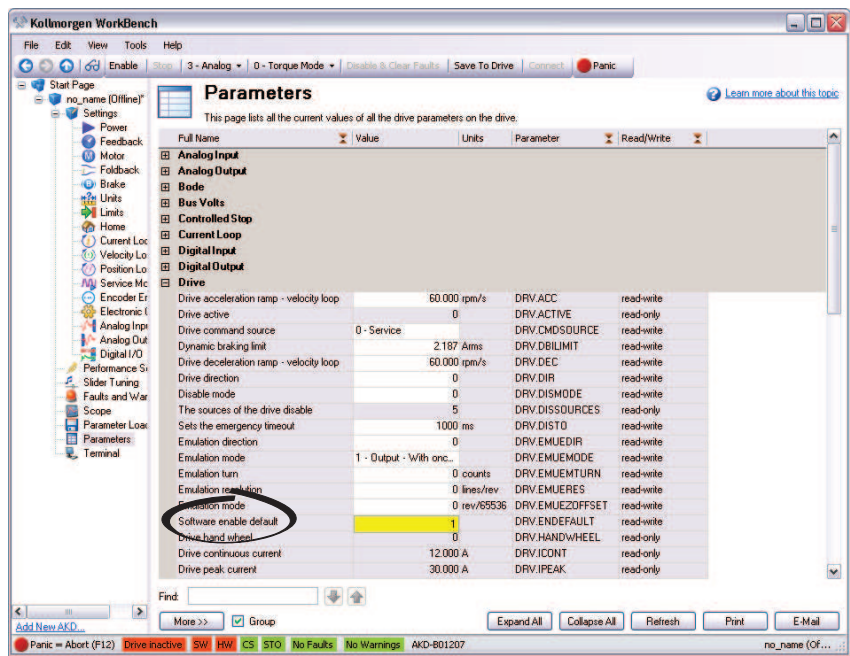 Kollmorgen WorkBench
File Edit View Tools Help
Enable Stop 3 - Analog 0 - Torque Mode Disable & Clear Faults Save To Drive Connect Panic
Start Page
no_name (Offline)*
Settings
Power
Feedback
Motor
Foldback
Brake
Units
Limits
Home
Current Loo
Velocity Lo
Position Lo
Service Mc
Encoder Er
Electronic (
Analog Inpu
Analog Out
Digital I/O
Performance Se
Slider Tuning
Faults and War
Scope
Parameter Load
Parameters
Terminal
Add New AKD...
Parameters
Learn more about this topic
This page lists all the current values of all the drive parameters on the drive.
Full Name Value Units Parameter Read/Write
Analog Input
Analog Output
Bode
Bus Volts
Controlled Stop
Current Loop
Digital Input
Digital Output
Drive
Drive acceleration ramp - velocity loop 60.000 rpm/s DRV.ACC read-write
Drive active 0 DRV.ACTIVE read-only
Drive command source 0 - Service DRV.CMDSOURCE read-write
Dynamic braking limit 2.187 Arms DRV.DBILIMIT read-write
Drive deceleration ramp - velocity loop 60.000 rpm/s DRV.DEC read-write
Drive direction 0 DRV.DIR read-write
Disable mode 0 DRV.DISMODE read-write
The sources of the drive disable 5 DRV.DISSOURCES read-only
Sets the emergency timeout 1000 ms DRV.DISTO read-write
Emulation direction 0 DRV.EMUEDIR read-write
Emulation mode 1 - Output - With onc... DRV.EMUEMODE read-write
Emulation turn 0 counts DRV.EMUEMTURN read-write
Emulation resolution 0 lines/rev DRV.EMUERES read-write
Emulation mode 0 rev/65536 DRV.EMUEZOFFSET read-write
Software enable default 1 DRV.ENDEFAULT read-write
Drive hand wheel 0 DRV.HANDWHEEL read-only
Drive continuous current 12.000 A DRV.ICONT read-only
Drive peak current 30.000 A DRV.IPEAK read-only
Find:
More >> Group Expand All Collapse All Refresh Print E-Mail
Panic = Abort (F12) Drive inactive SW HW CS STO No Faults No Warnings AKD-B01207 no_name (Of...